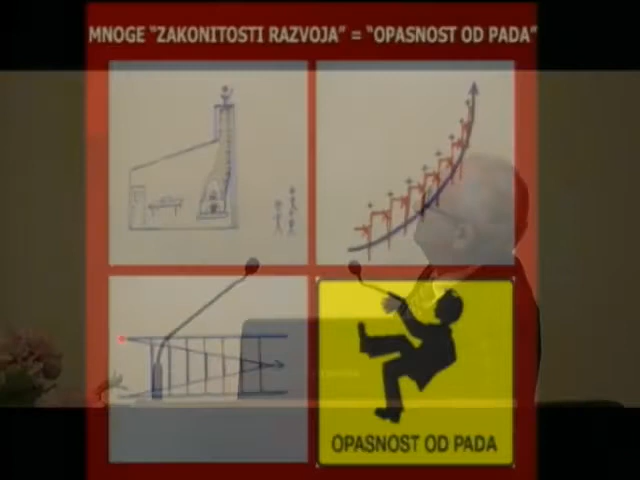 MNOGE "ZAKONITOSTI RAZVOJA" = "OPASNOST OD PADA"
OPASNOST OD PADA